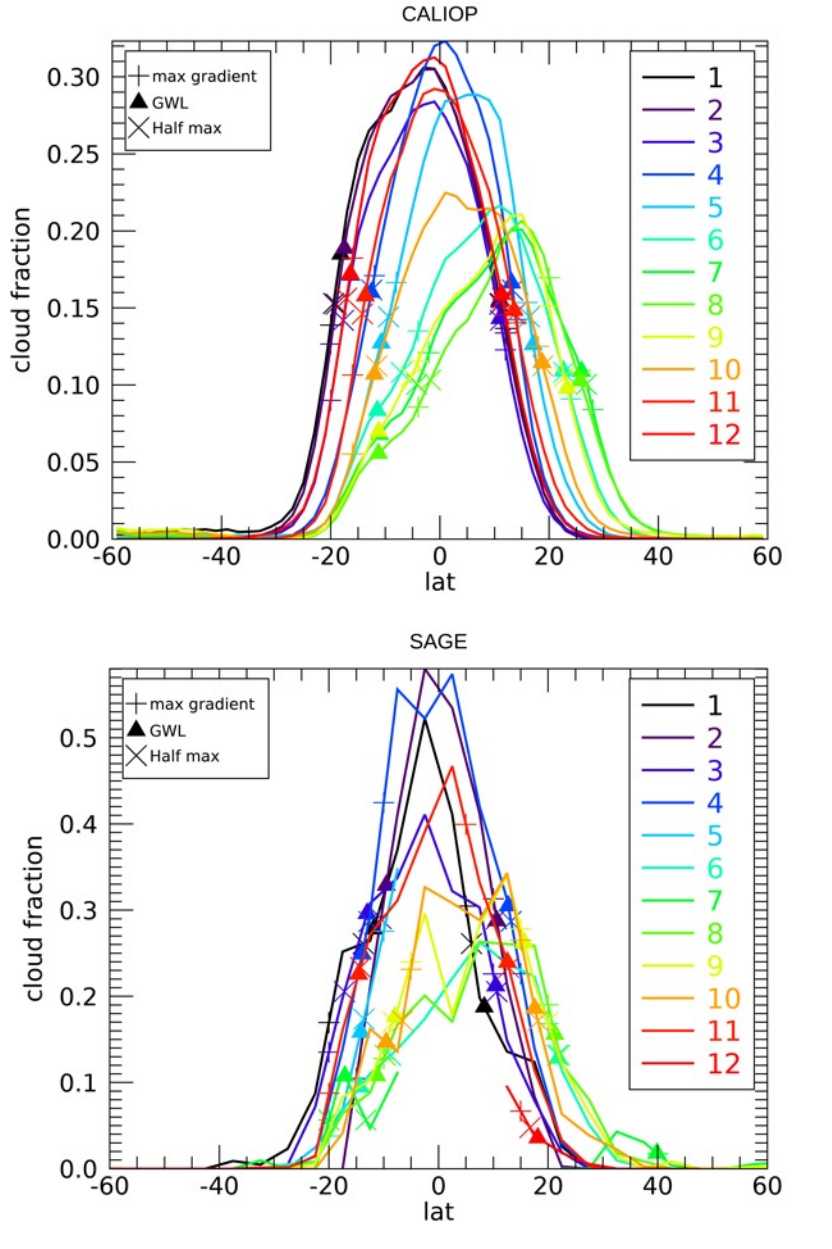 CALIOP
0.30
0.25
0.20
0.15
0.10
0.05
0.00
cloud fraction
max gradient
GWL
Half max
1
2
3
4
5
6
7
8
9
10
11
12
-60 -40 -20 0 20 40 60
lat
SAGE
0.5
0.4
0.3
0.2
0.1
0.0
cloud fraction
max gradient
GWL
Half max
1
2
3
4
5
6
7
8
9
10
11
12
-60 -40 -20 0 20 40 60
lat